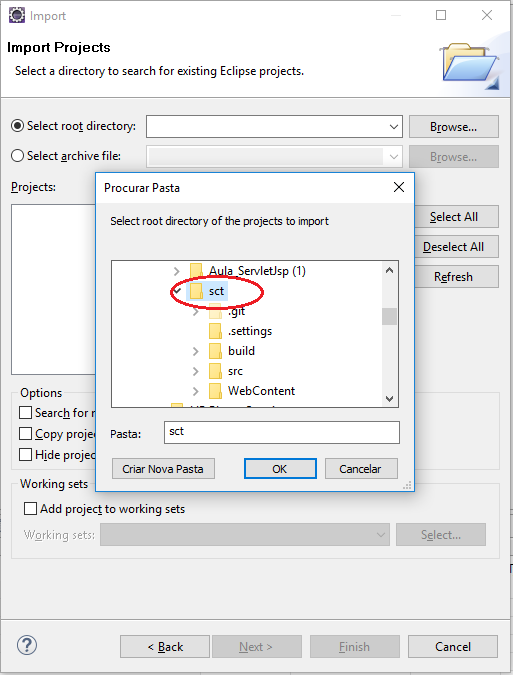 Import
Import Projects
Select a directory to search for existing Eclipse projects.
Select root directory:
Browse...
Select archive file:
Browse...
Projects:
Procurar Pasta
Select root directory of the projects to import
Aula_ServletJsp (1)
sct
.git
.settings
build
src
WebContent
Pasta:
sct
Criar Nova Pasta
OK
Cancelar
Select All
Deselect All
Refresh
Options
Search for
Copy projec
Hide projec
Working sets
Add project to working sets
Working sets:
Select...
?
< Back
Next >
Finish
Cancel